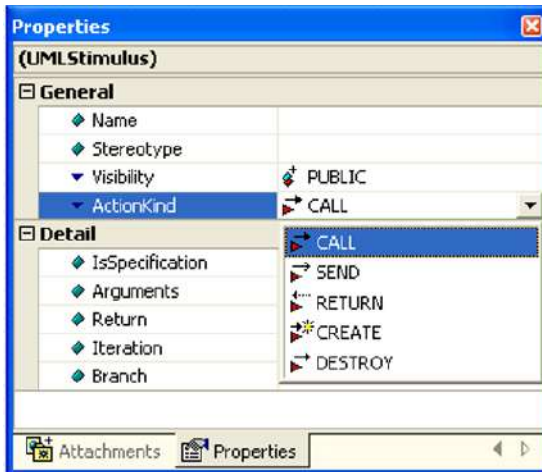 Properties
(UMLStimulus)
General
Name
Stereotype
Visibility PUBLIC
ActionKind CALL
Detail CALL
IsSpecification SEND
Arguments RETURN
Return CREATE
Iteration DESTROY
Branch
Attachments Properties